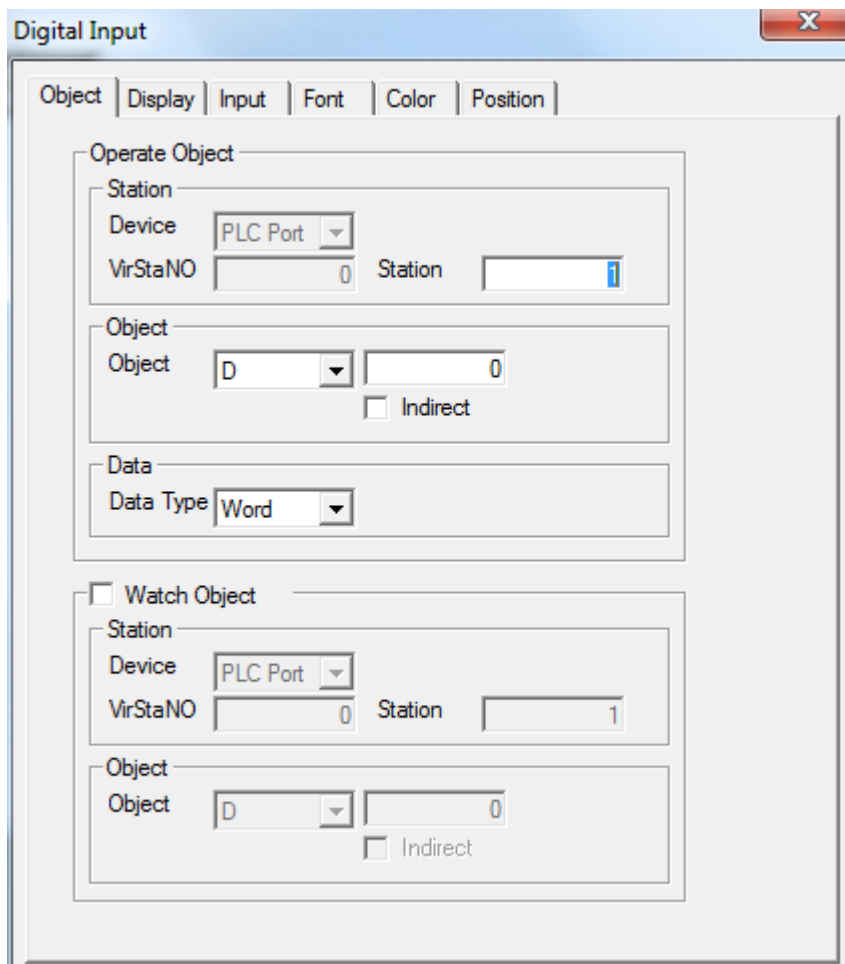 Digital Input
Object Display Input Font Color Position
Operate Object
Station
Device PLC Port
VirStaNO 0 Station 1
Object
Object D 0
Indirect
Data
Data Type Word
Watch Object
Station
Device PLC Port
VirStaNO 0 Station 1
Object
Object D 0
Indirect